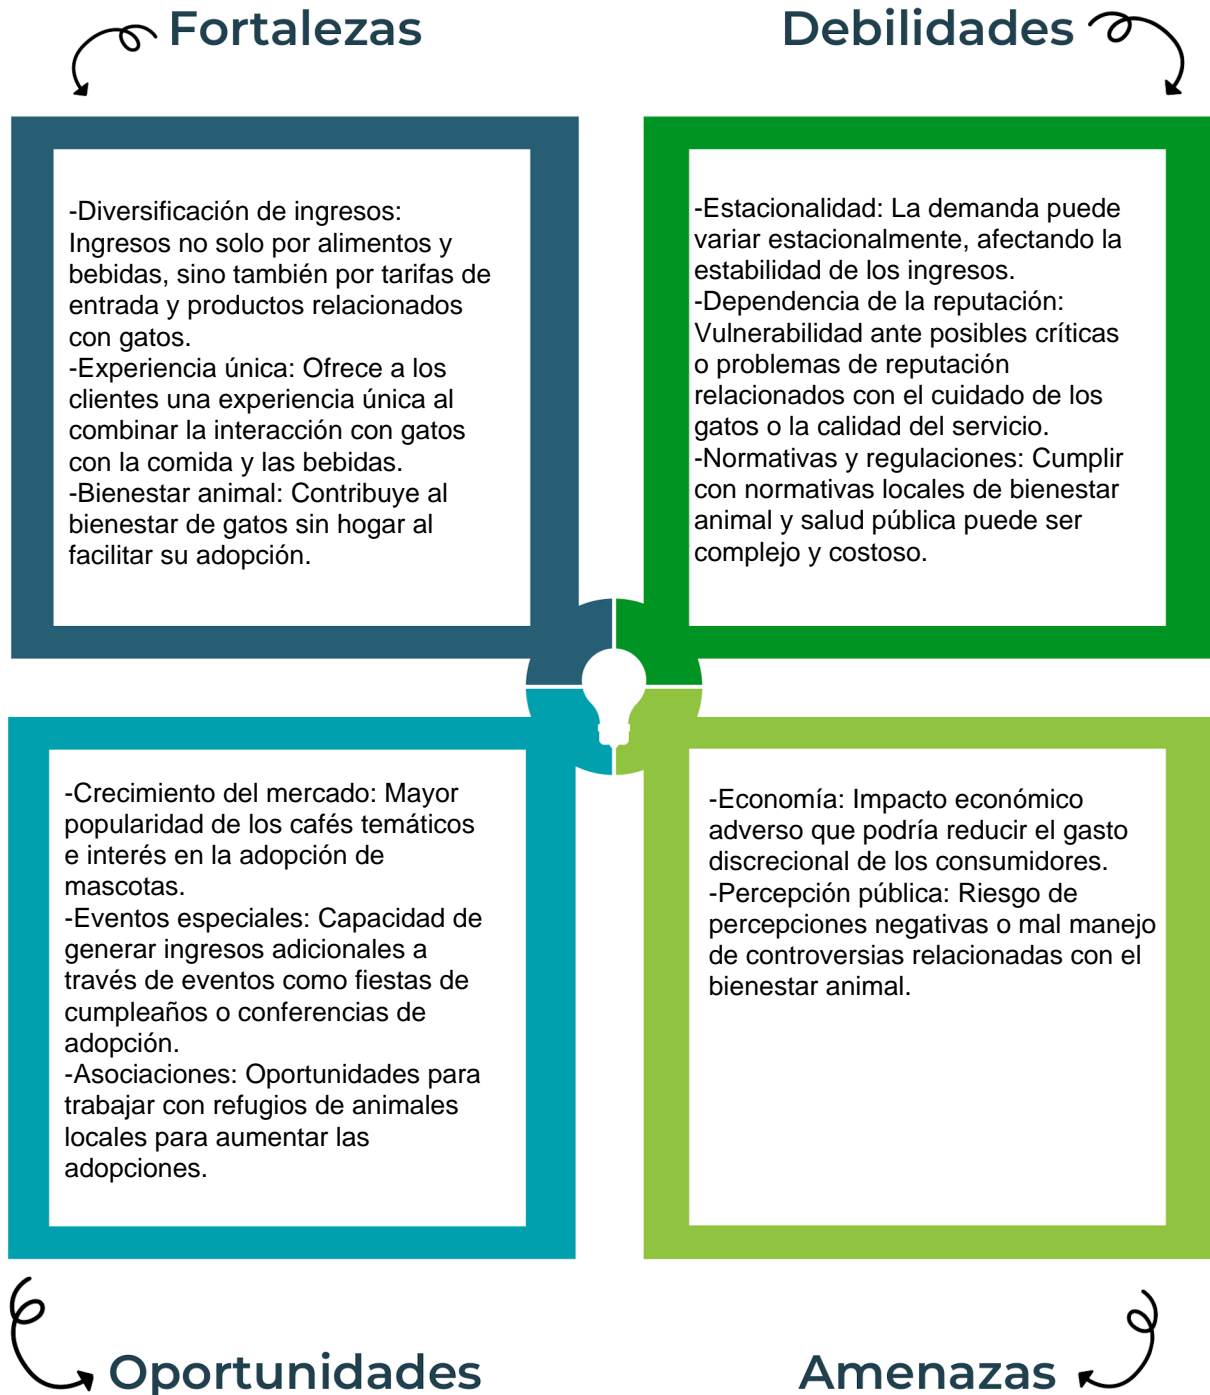 Fortalezas
-Diversificación de ingresos:
Ingresos no solo por alimentos y
bebidas, sino también por tarifas de
entrada y productos relacionados
con gatos.
-Experiencia única: Ofrece a los
clientes una experiencia única al
combinar la interacción con gatos
con la comida y las bebidas.
-Bienestar animal: Contribuye al
bienestar de gatos sin hogar al
facilitar su adopción.
Debilidades
-Estacionalidad: La demanda puede
variar estacionalmente, afectando la
estabilidad de los ingresos.
-Dependencia de la reputación:
Vulnerabilidad ante posibles críticas
o problemas de reputación
relacionados con el cuidado de los
gatos o la calidad del servicio.
-Normativas y regulaciones: Cumplir
con normativas locales de bienestar
animal y salud pública puede ser
complejo y costoso.
-Crecimiento del mercado: Mayor
popularidad de los cafés temáticos
e interés en la adopción de
mascotas.
-Eventos especiales: Capacidad de
generar ingresos adicionales a
través de eventos como fiestas de
cumpleaños o conferencias de
adopción.
-Asociaciones: Oportunidades para
trabajar con refugios de animales
locales para aumentar las
adopciones.
Oportunidades
-Economía: Impacto económico
adverso que podría reducir el gasto
discrecional de los consumidores.
-Percepción pública: Riesgo de
percepciones negativas o mal manejo
de controversias relacionadas con el
bienestar animal.
Amenazas